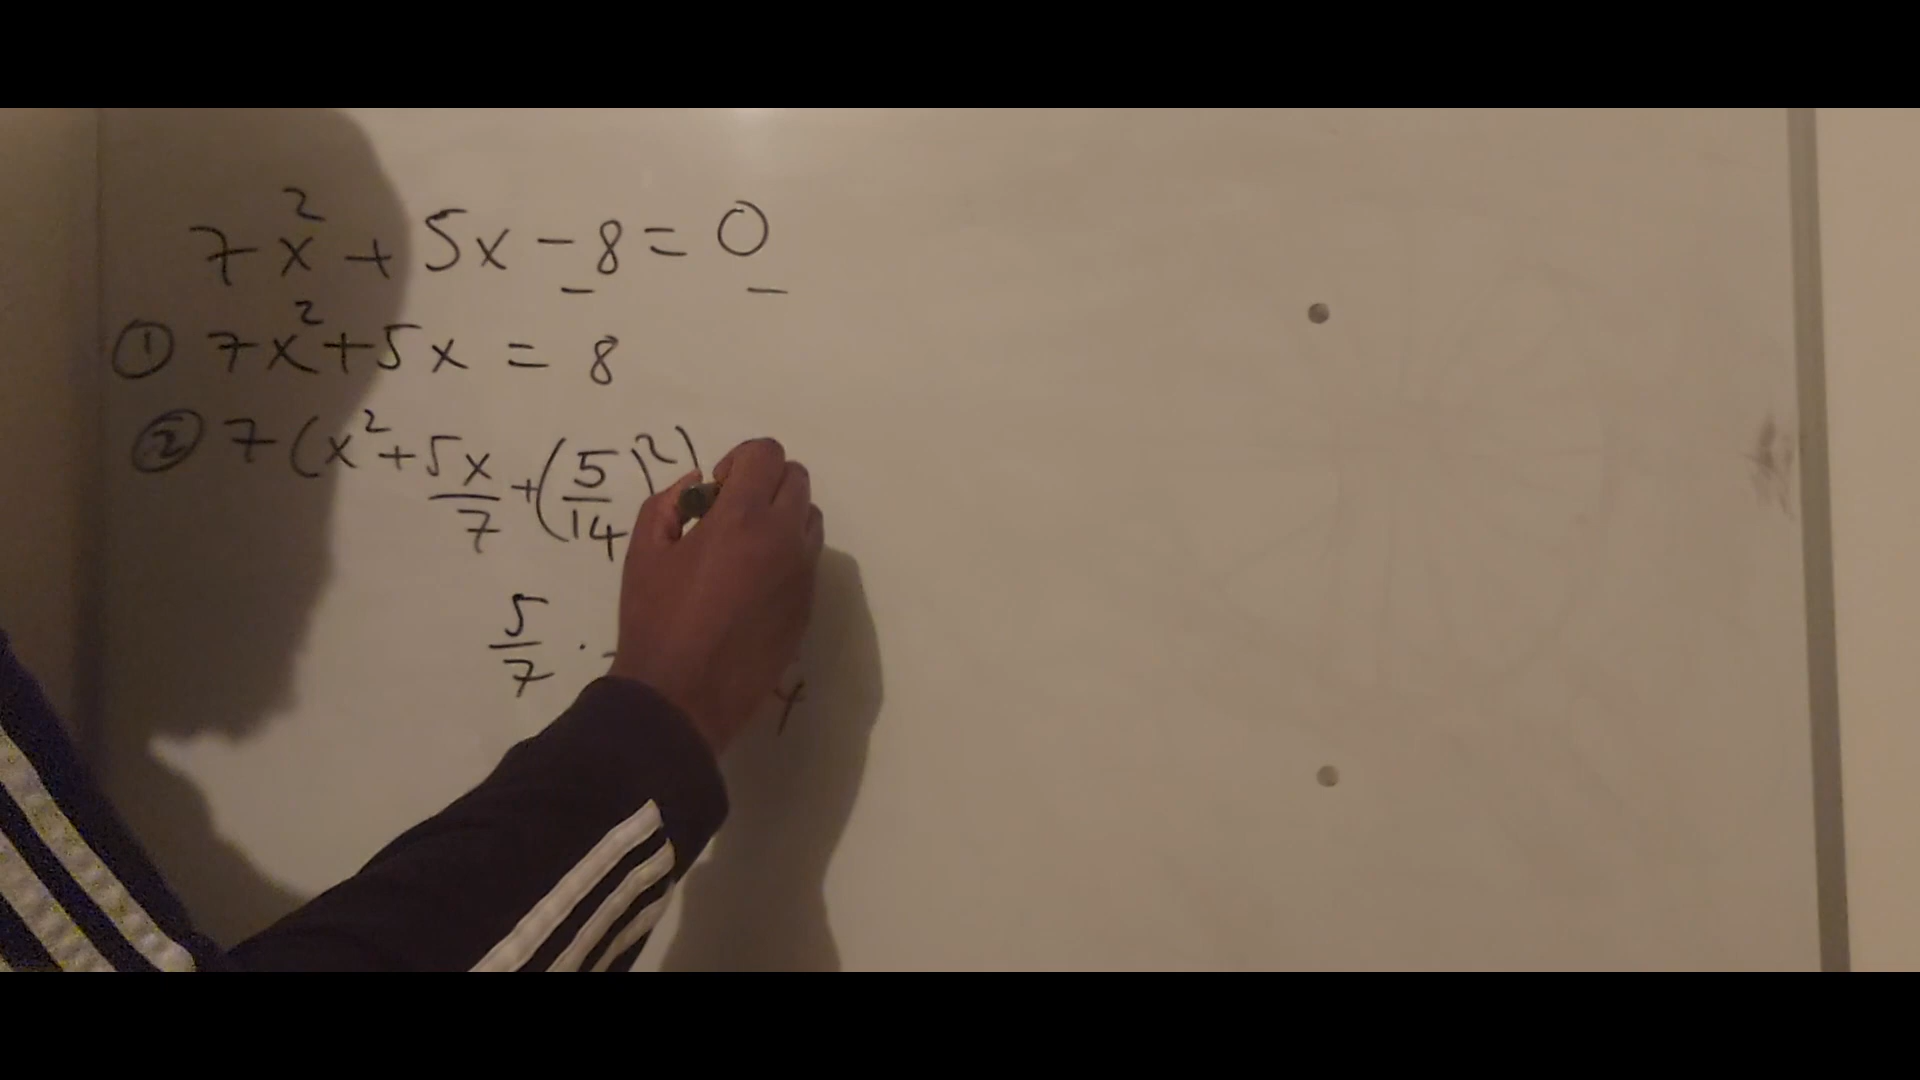 7x² + 5x - 8 = 0
① 7x² + 5x = 8
② 7(x² + 5x/7 + (5/14)²)
5/7 ·